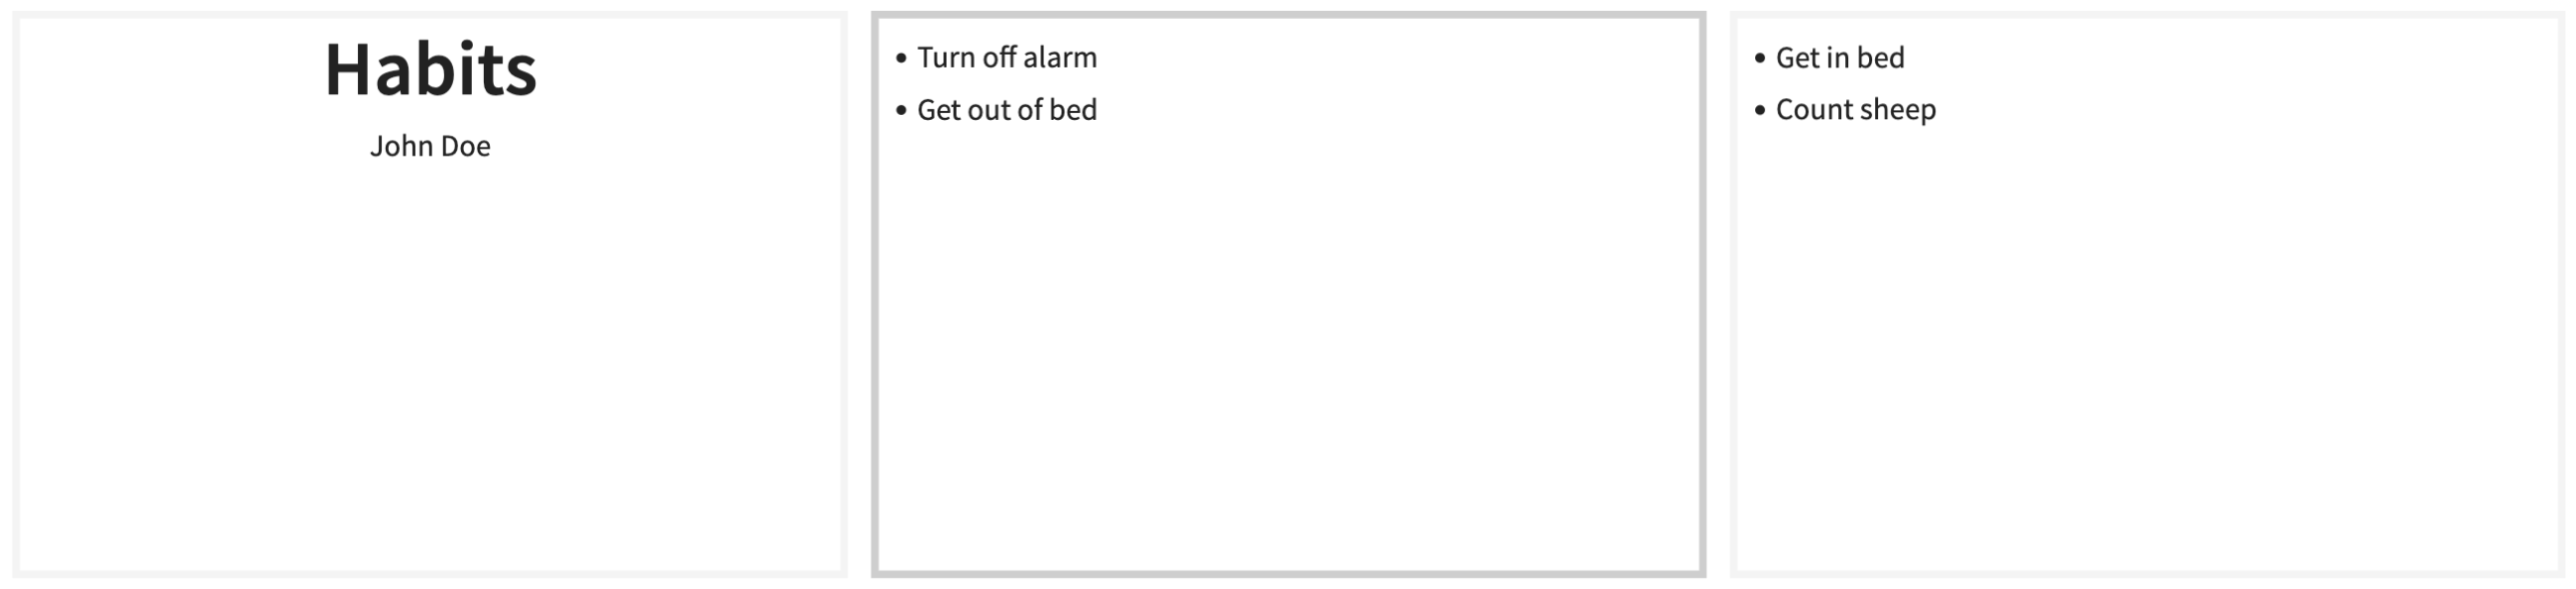 Habits
John Doe
• Turn off alarm
• Get out of bed
• Get in bed
• Count sheep